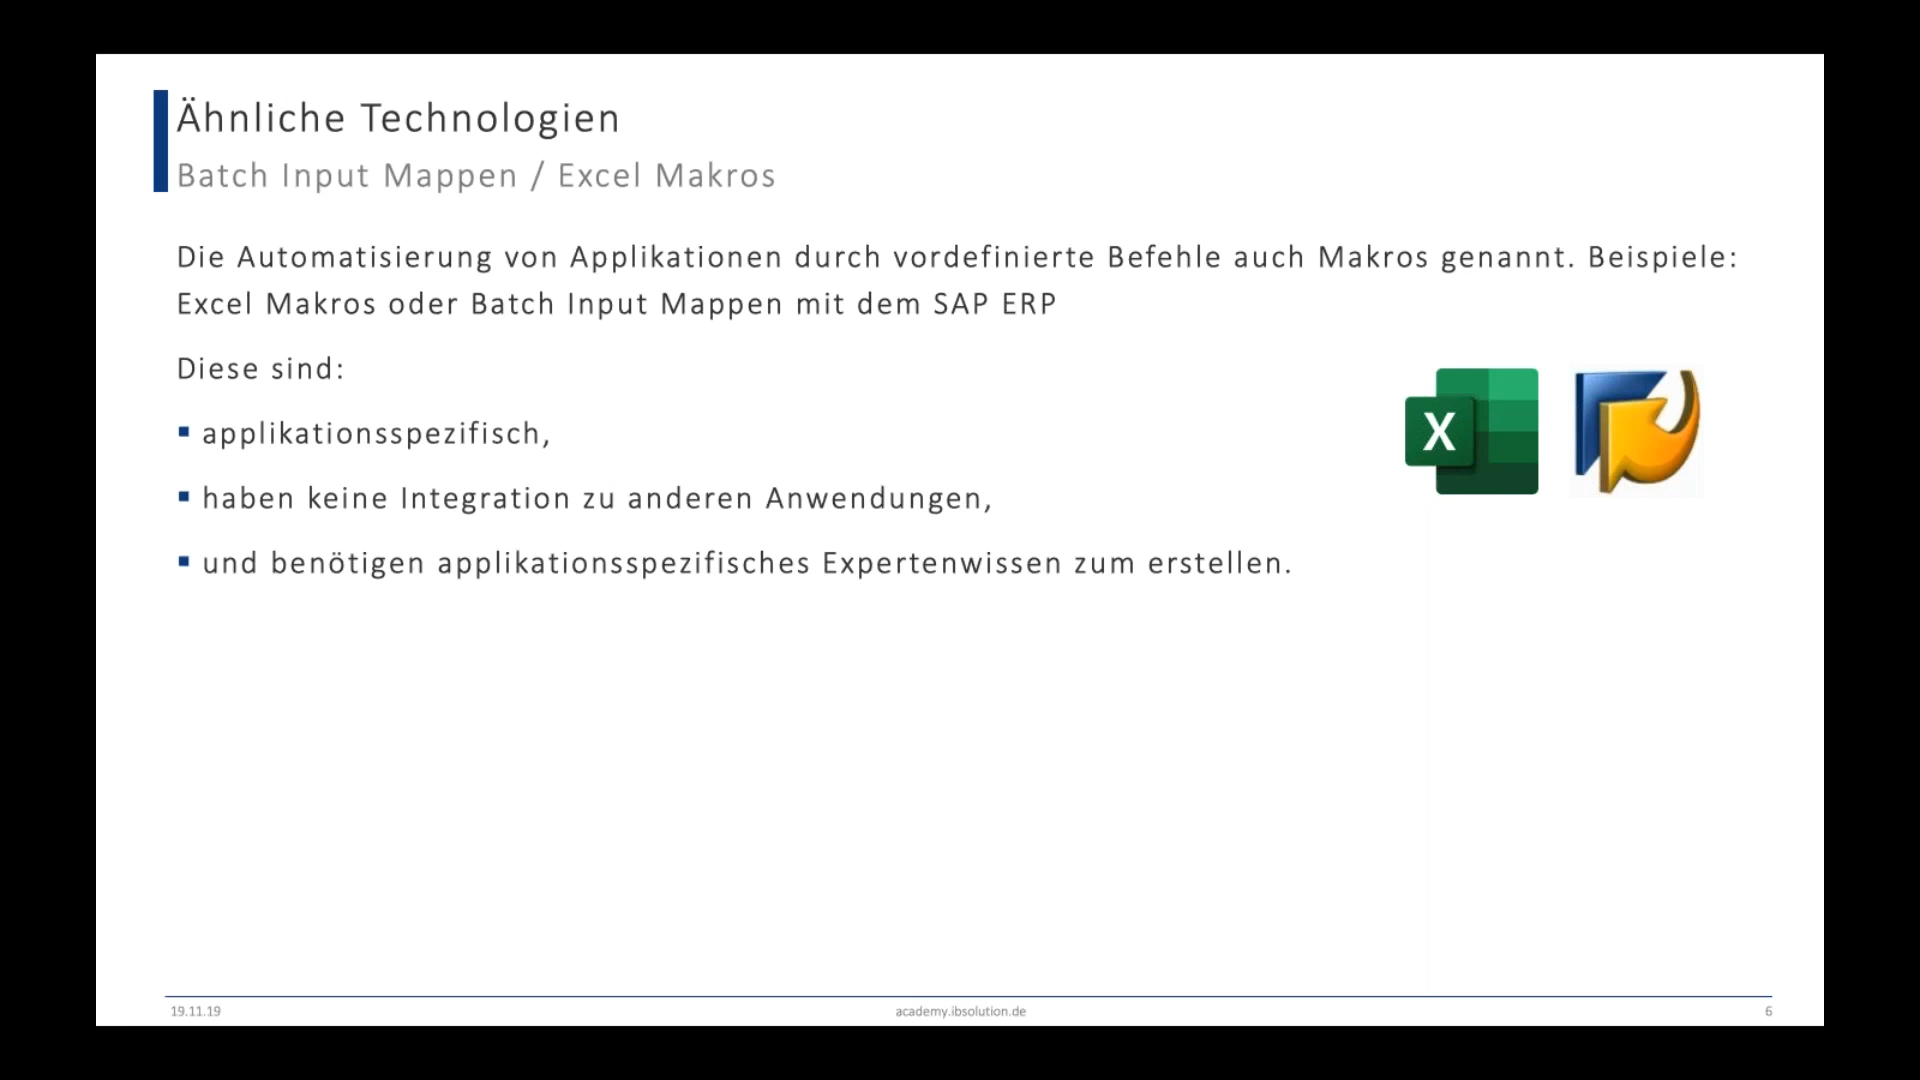 Ähnliche Technologien
Batch Input Mappen / Excel Makros
Die Automatisierung von Applikationen durch vordefinierte Befehle auch Makros genannt. Beispiele:
Excel Makros oder Batch Input Mappen mit dem SAP ERP
Diese sind:
▪ applikationsspezifisch,
▪ haben keine Integration zu anderen Anwendungen,
▪ und benötigen applikationsspezifisches Expertenwissen zum erstellen.
X
19.11.19 academy.ibsolution.de 6